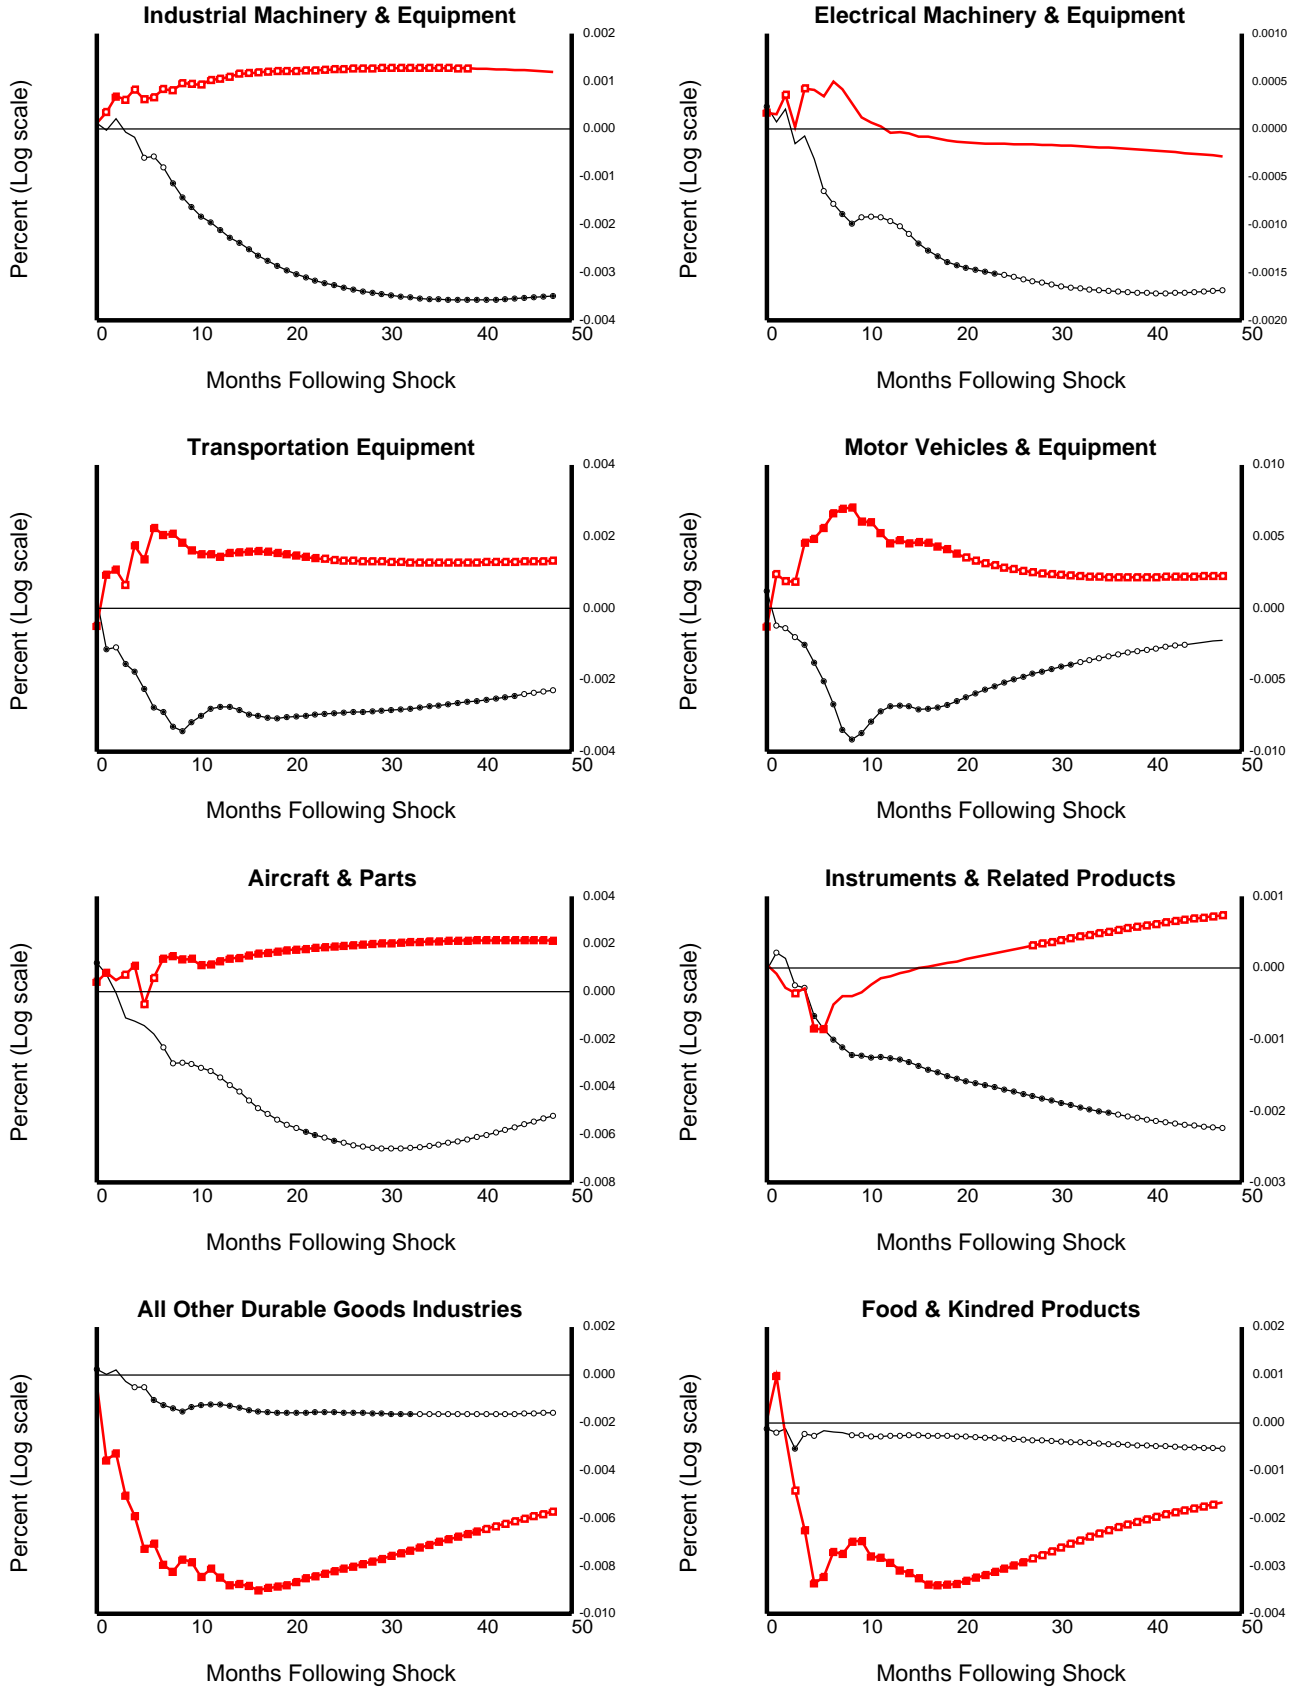 Industrial Machinery & Equipment
Percent (Log scale)
0.002
0.001
0.000
-0.001
-0.002
-0.003
-0.004
0 10 20 30 40 50
Months Following Shock
Electrical Machinery & Equipment
Percent (Log scale)
0.0010
0.0005
0.0000
-0.0005
-0.0010
-0.0015
-0.0020
0 10 20 30 40 50
Months Following Shock
Transportation Equipment
Percent (Log scale)
0.004
0.002
0.000
-0.002
-0.004
0 10 20 30 40 50
Months Following Shock
Motor Vehicles & Equipment
Percent (Log scale)
0.010
0.005
0.000
-0.005
-0.010
0 10 20 30 40 50
Months Following Shock
Aircraft & Parts
Percent (Log scale)
0.004
0.002
0.000
-0.002
-0.004
-0.006
-0.008
0 10 20 30 40 50
Months Following Shock
Instruments & Related Products
Percent (Log scale)
0.001
0.000
-0.001
-0.002
-0.003
0 10 20 30 40 50
Months Following Shock
All Other Durable Goods Industries
Percent (Log scale)
0.002
0.000
-0.002
-0.004
-0.006
-0.008
-0.010
0 10 20 30 40 50
Months Following Shock
Food & Kindred Products
Percent (Log scale)
0.002
0.001
0.000
-0.001
-0.002
-0.003
-0.004
0 10 20 30 40 50
Months Following Shock